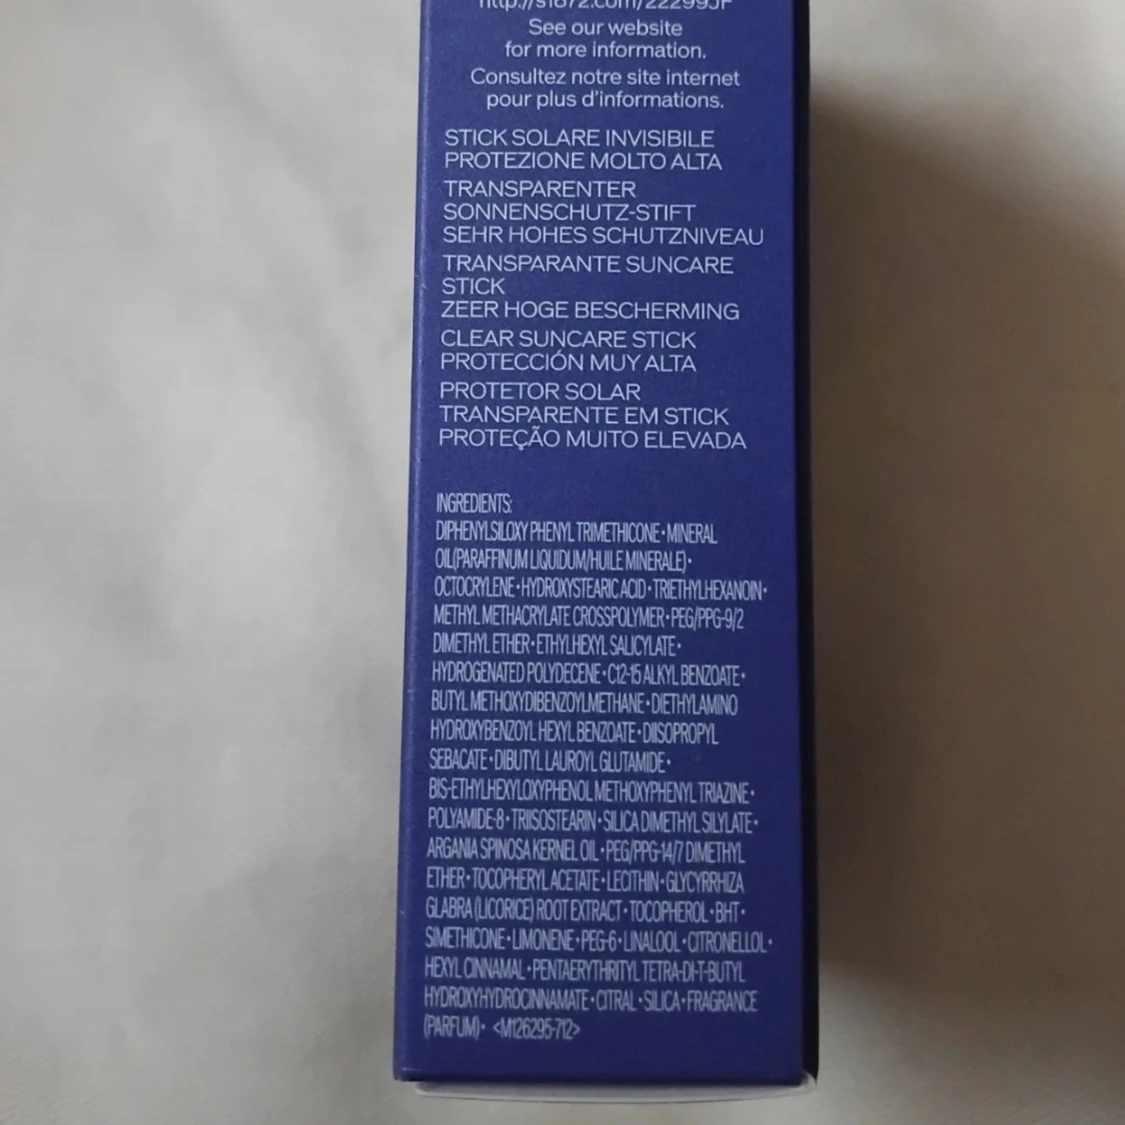 http://s1872.com/22299JF
See our website
for more information.
Consultez notre site internet
pour plus d'informations.
STICK SOLARE INVISIBILE
PROTEZIONE MOLTO ALTA
TRANSPARENTER
SONNENSCHUTZ-STIFT
SEHR HOHES SCHUTZNIVEAU
TRANSPARANTE SUNCARE
STICK
ZEER HOGE BESCHERMING
CLEAR SUNCARE STICK
PROTECCIÓN MUY ALTA
PROTETOR SOLAR
TRANSPARENTE EM STICK
PROTEÇÃO MUITO ELEVADA
INGREDIENTS:
DIPHENYLSILOXY PHENYL TRIMETHICONE・MINERAL
OIL(PARAFFINUM LIQUIDUM/HUILE MINERALE)・
OCTOCRYLENE・HYDROXYSTEARIC ACID・TRIETHYLHEXANOIN・
METHYL METHACRYLATE CROSSPOLYMER・PEG/PPG-9/2
DIMETHYL ETHER・ETHYLHEXYL SALICYLATE・
HYDROGENATED POLYDECENE・C12-15 ALKYL BENZOATE・
BUTYL METHOXYDIBENZOYLMETHANE・DIETHYLAMINO
HYDROXYBENZOYL HEXYL BENZOATE・DIISOPROPYL
SEBACATE・DIBUTYL LAUROYL GLUTAMIDE・
BIS-ETHYLHEXYLOXYPHENOL METHOXYPHENYL TRIAZINE・
POLYAMIDE-8・TRIISOSTEARIN・SILICA DIMETHYL SILYLATE・
ARGANIA SPINOSA KERNEL OIL・PEG/PPG-14/7 DIMETHYL
ETHER・TOCOPHERYL ACETATE・LECITHIN・GLYCYRRHIZA
GLABRA (LICORICE) ROOT EXTRACT・TOCOPHEROL・BHT・
SIMETHICONE・LIMONENE・PEG-6・LINALOOL・CITRONELLOL・
HEXYL CINNAMAL・PENTAERYTHRITYL TETRA-DI-T-BUTYL
HYDROXYHYDROCINNAMATE・CITRAL・SILICA・FRAGRANCE
(PARFUM)・ <M126295-712>